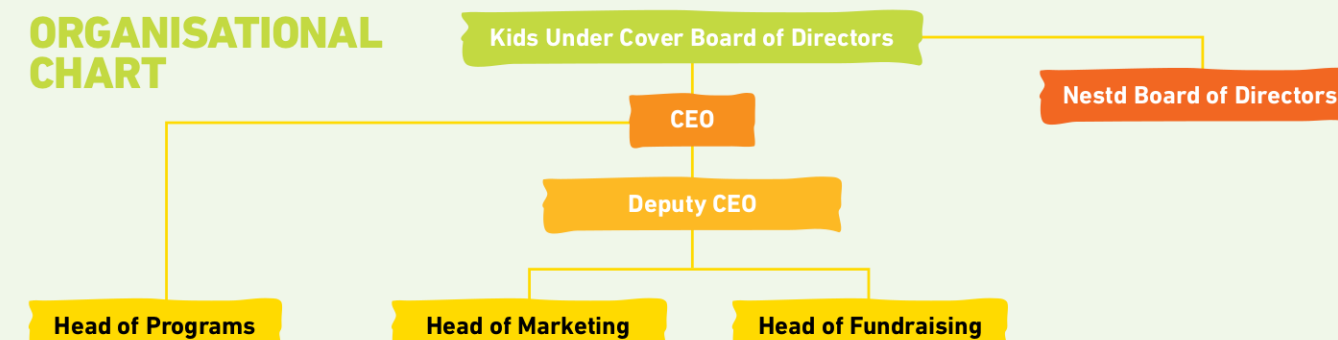 ORGANISATIONAL
CHART
Kids Under Cover Board of Directors
Nestd Board of Directors
CEO
Deputy CEO
Head of Programs
Head of Marketing
Head of Fundraising